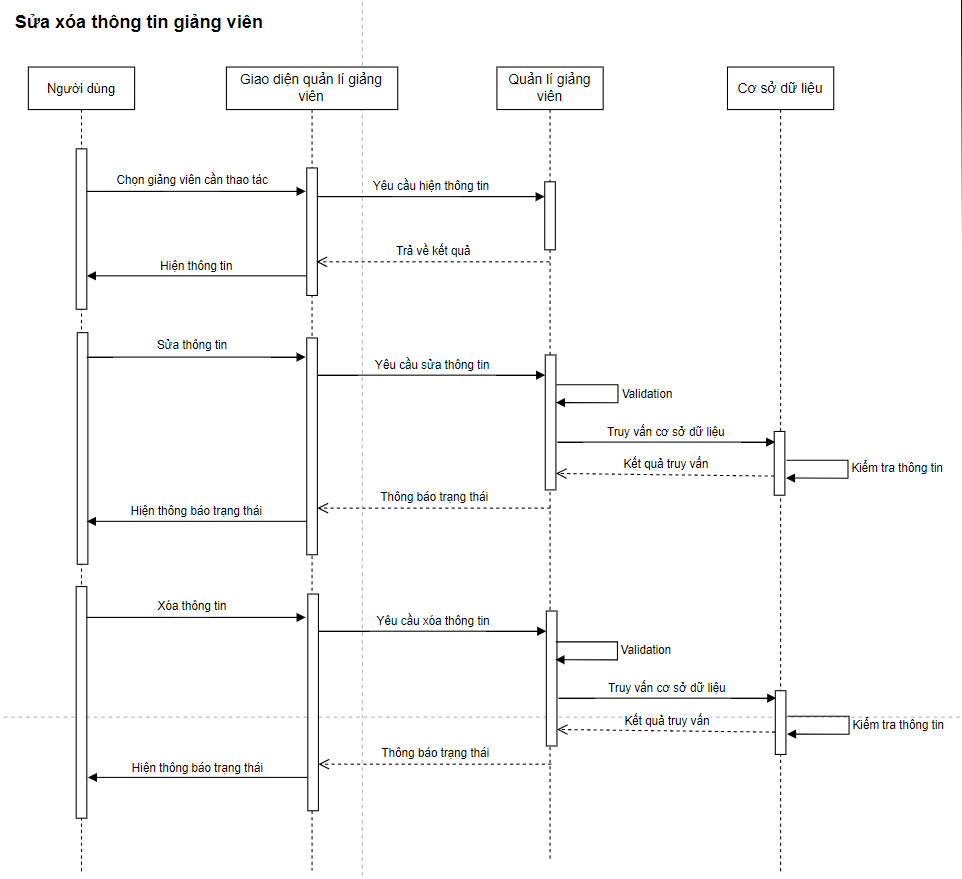 Sửa xóa thông tin giảng viên
Người dùng
Giao diện quản lí giảng
viên
Quản lí giảng
viên
Cơ sở dữ liệu
Chọn giảng viên cần thao tác
Yêu cầu hiện thông tin
Trả về kết quả
Hiện thông tin
Sửa thông tin
Yêu cầu sửa thông tin
Validation
Truy vấn cơ sở dữ liệu
Kết quả truy vấn
Kiểm tra thông tin
Thông báo trạng thái
Hiện thông báo trạng thái
Xóa thông tin
Yêu cầu xóa thông tin
Validation
Truy vấn cơ sở dữ liệu
Kết quả truy vấn
Kiểm tra thông tin
Thông báo trạng thái
Hiện thông báo trạng thái